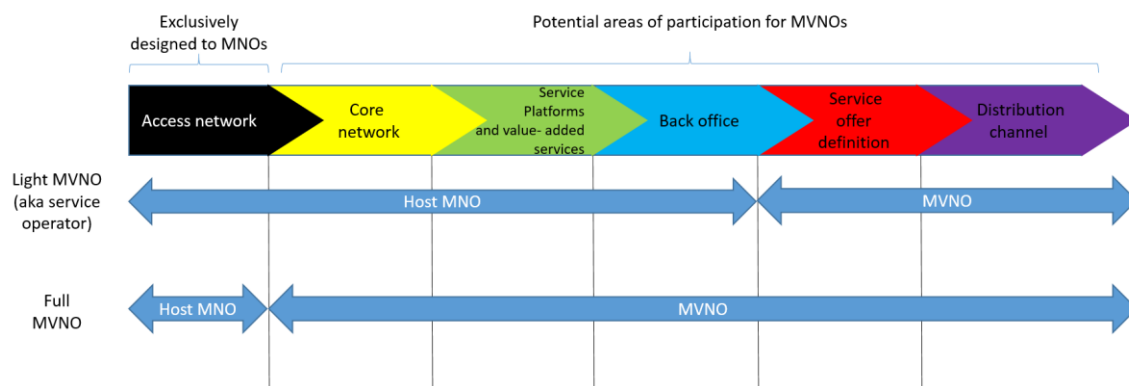 Exclusively
designed to MNOs
Potential areas of participation for MVNOs
Access network
Core
network
Service
Platforms
and value- added
services
Back office
Service
offer
definition
Distribution
channel
Light MVNO
(aka service
operator)
Host MNO
MVNO
Full
MVNO
Host MNO
MVNO